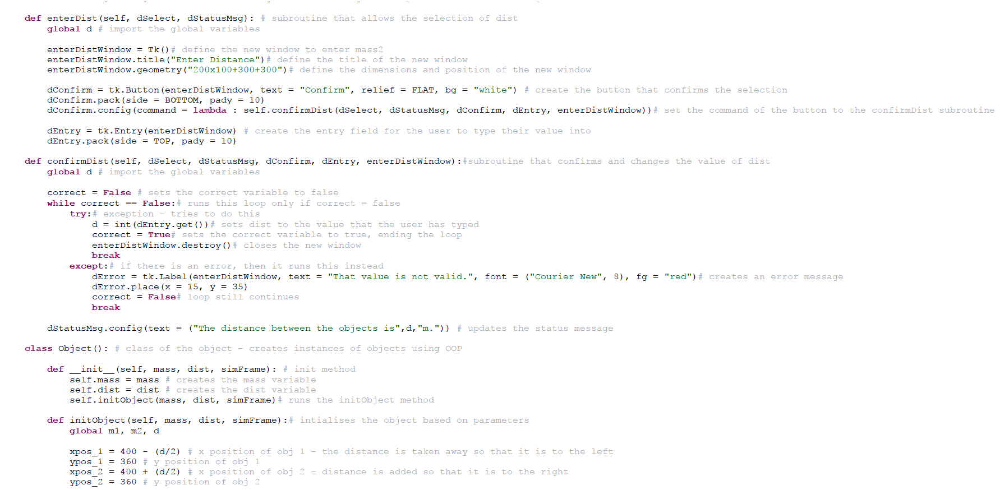 def enterDist(self, dSelect, dStatusMsg): # subroutine that allows the selection of dist
global d # import the global variables
enterDistWindow = Tk()# define the new window to enter mass2
enterDistWindow.title("Enter Distance")# define the title of the new window
enterDistWindow.geometry("200x100+300+300")# define the dimensions and position of the new window
dConfirm = tk.Button(enterDistWindow, text = "Confirm", relief = FLAT, bg = "white") # create the button that confirms the selection
dConfirm.pack(side = BOTTOM, pady = 10)
dConfirm.config(command = lambda : self.confirmDist(dSelect, dStatusMsg, dConfirm, dEntry, enterDistWindow))# set the command of the button to the confirmDist subroutine
dEntry = tk.Entry(enterDistWindow) # create the entry field for the user to type their value into
dEntry.pack(side = TOP, pady = 10)
def confirmDist(self, dSelect, dStatusMsg, dConfirm, dEntry, enterDistWindow):#subroutine that confirms and changes the value of dist
global d # import the global variables
correct = False # sets the correct variable to false
while correct == False:# runs this loop only if correct = false
try:# exception - tries to do this
d = int(dEntry.get())# sets dist to the value that the user has typed
correct = True# sets the correct variable to true, ending the loop
enterDistWindow.destroy()# closes the new window
break
except:# if there is an error, then it runs this instead
dError = tk.Label(enterDistWindow, text = "That value is not valid.", font = ("Courier New", 8), fg = "red")# creates an error message
dError.place(x = 15, y = 35)
correct = False# loop still continues
break
dStatusMsg.config(text = ("The distance between the objects is",d,"m.")) # updates the status message
class Object(): # class of the object - creates instances of objects using OOP
def __init__(self, mass, dist, simFrame): # init method
self.mass = mass # creates the mass variable
self.dist = dist # creates the dist variable
self.initObject(mass, dist, simFrame)# runs the initObject method
def initObject(self, mass, dist, simFrame):# intialises the object based on parameters
global m1, m2, d
xpos_1 = 400 - (d/2) # x position of obj 1 - the distance is taken away so that it is to the left
ypos_1 = 360 # y position of obj 1
xpos_2 = 400 + (d/2) # x position of obj 2 - distance is added so that it is to the right
ypos_2 = 360 # y position of obj 2